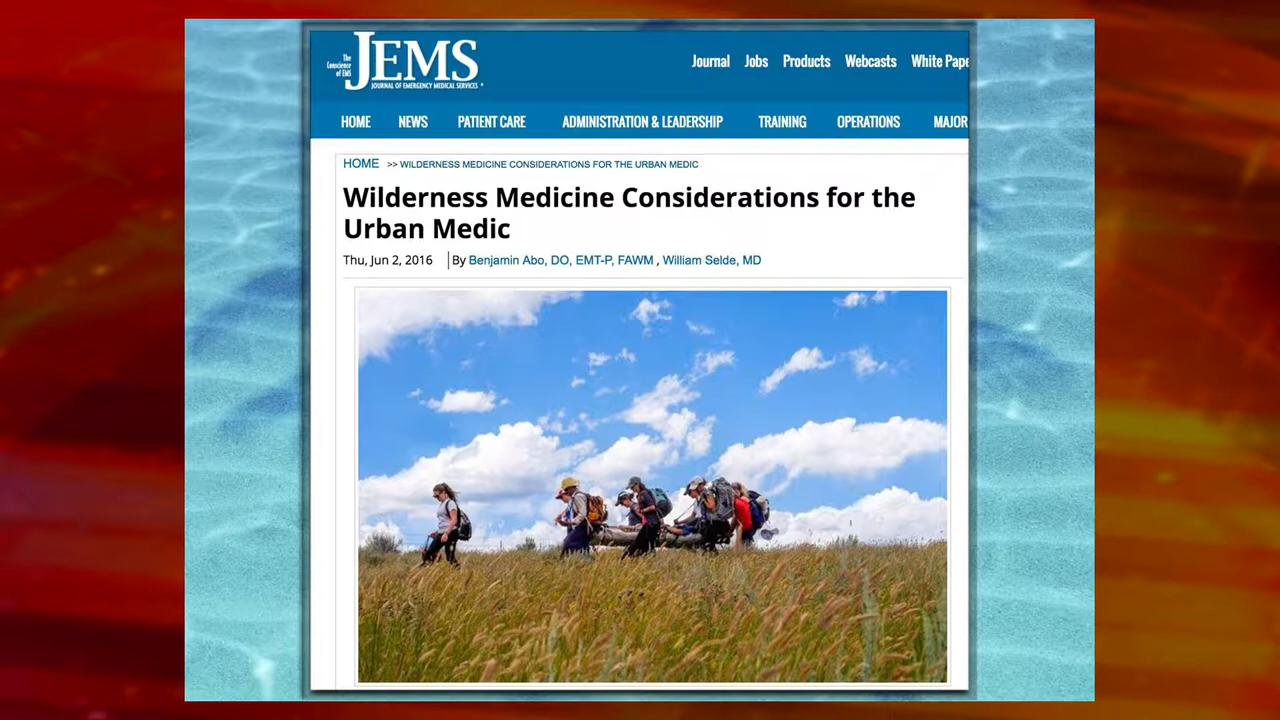 The
Conscience
of EMS
JEMS
JOURNAL OF EMERGENCY MEDICAL SERVICES
Journal Jobs Products Webcasts White Pape
HOME NEWS PATIENT CARE ADMINISTRATION & LEADERSHIP TRAINING OPERATIONS MAJOR
HOME >> WILDERNESS MEDICINE CONSIDERATIONS FOR THE URBAN MEDIC
Wilderness Medicine Considerations for the
Urban Medic
Thu, Jun 2, 2016 | By Benjamin Abo, DO, EMT-P, FAWM , William Selde, MD